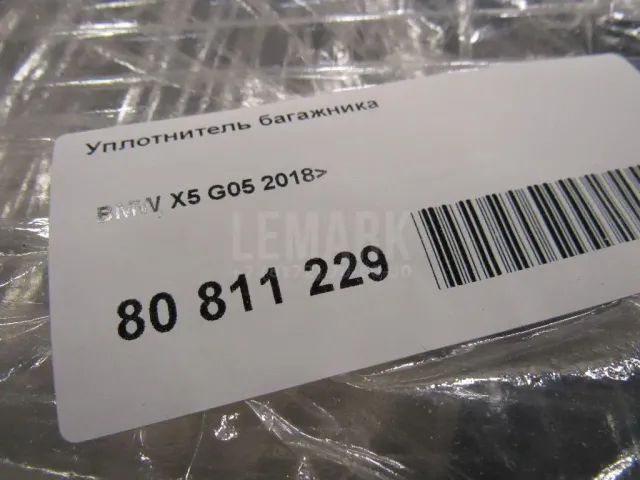 Уплотнитель багажника
BMW X5 G05 2018>
LEMARK
80 811 229